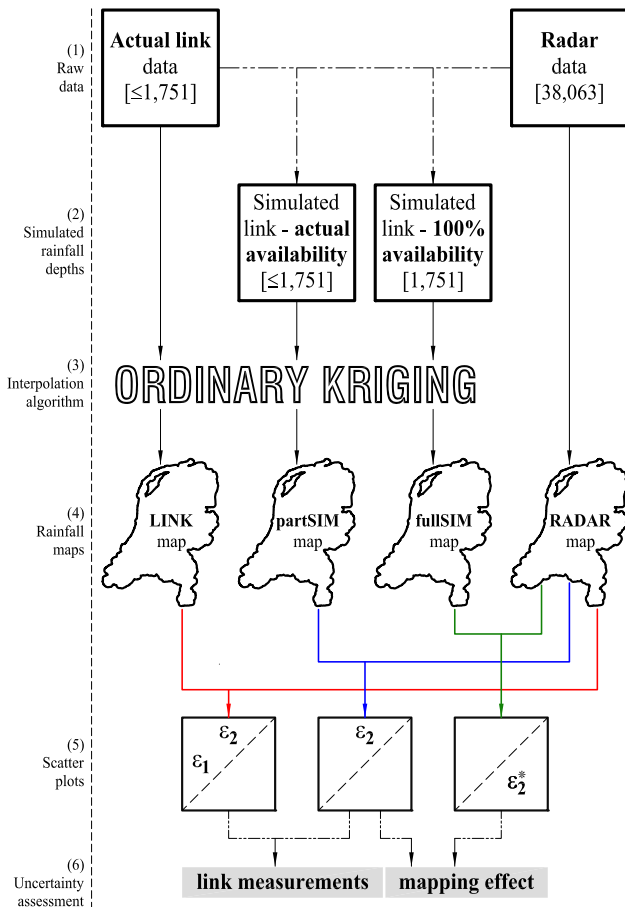 (1)
Raw
data
Actual link
data
[≤1,751]
Radar
data
[38,063]
(2)
Simulated
rainfall
depths
Simulated
link - actual
availability
[≤1,751]
Simulated
link - 100%
availability
[1,751]
(3)
Interpolation
algorithm
ORDINARY KRIGING
(4)
Rainfall
maps
LINK
map
partSIM
map
fullSIM
map
RADAR
map
(5)
Scatter
plots
ε2
ε1
ε2
ε2*
(6)
Uncertainty
assessment
link measurements
mapping effect